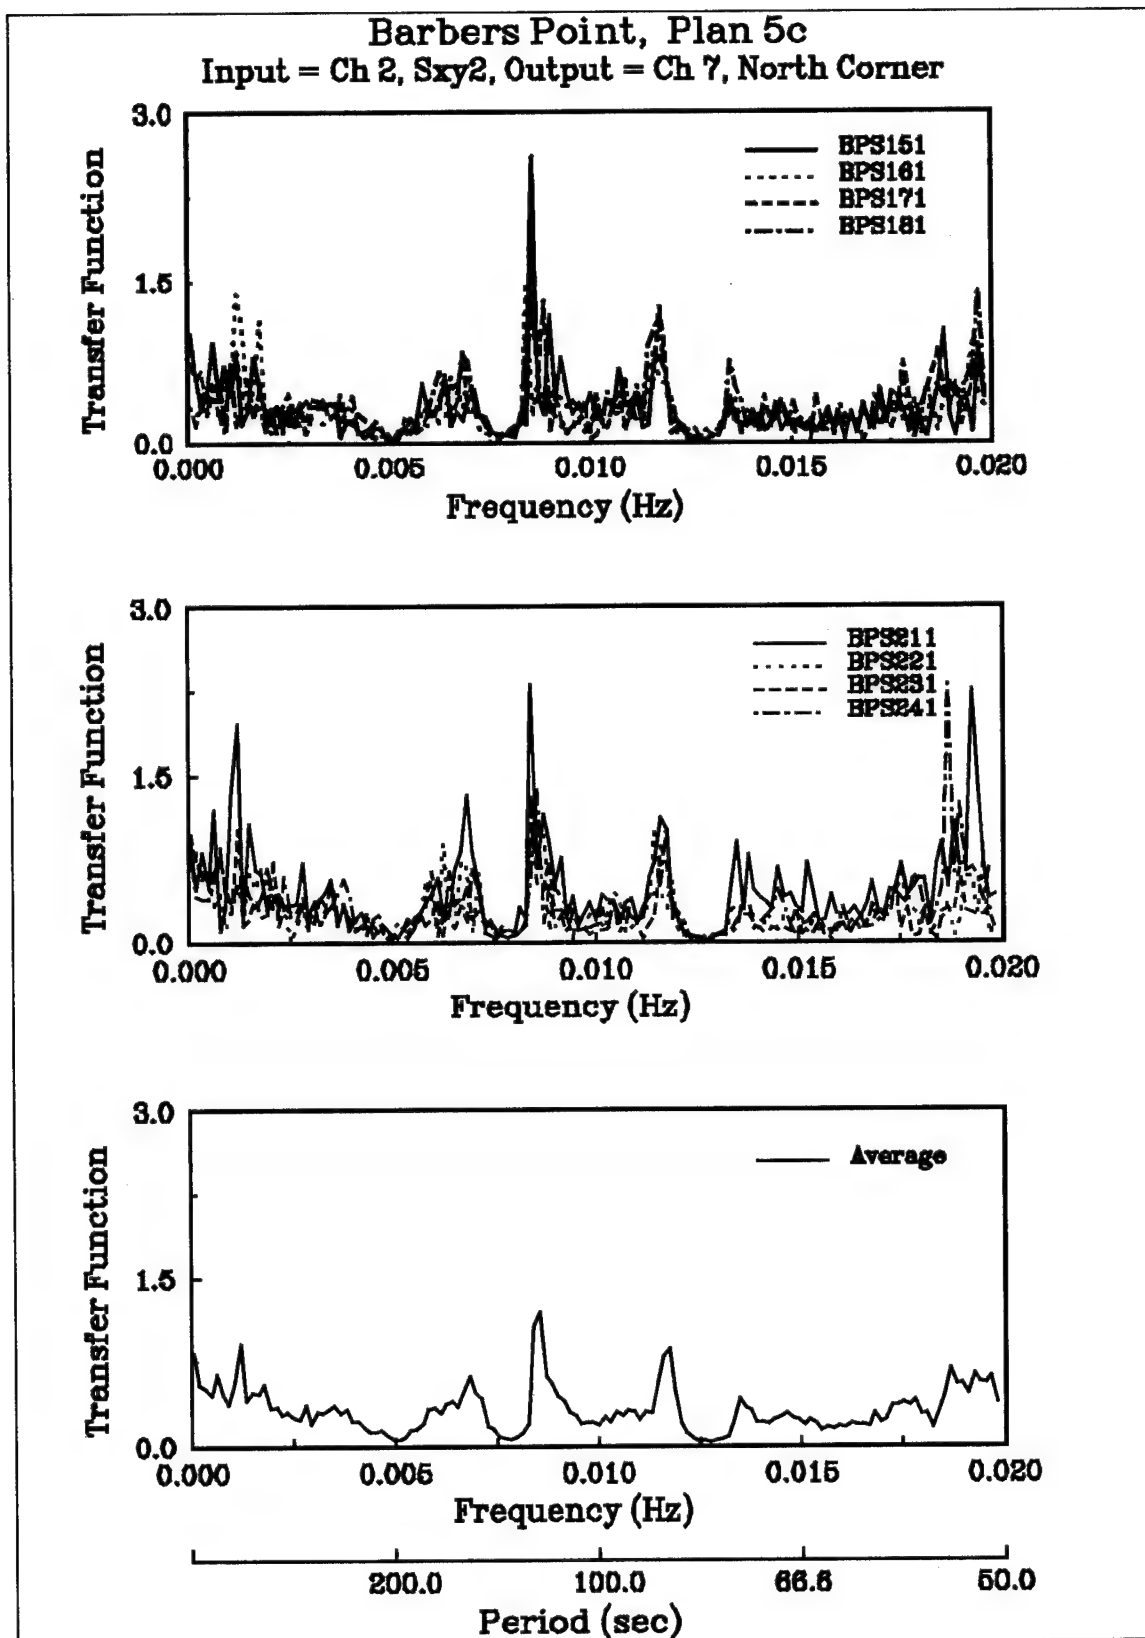 Barbers Point, Plan 5c
Input = Ch 2, Sxy2, Output = Ch 7, North Corner
3.0
1.5
0.0
Transfer Function
BPS151
BPS161
BPS171
BPS181
0.000 0.005 0.010 0.015 0.020
Frequency (Hz)
3.0
1.5
0.0
Transfer Function
BPS211
BPS221
BPS231
BPS241
0.000 0.005 0.010 0.015 0.020
Frequency (Hz)
3.0
1.5
0.0
Transfer Function
Average
0.000 0.005 0.010 0.015 0.020
Frequency (Hz)
200.0 100.0 66.6 50.0
Period (sec)